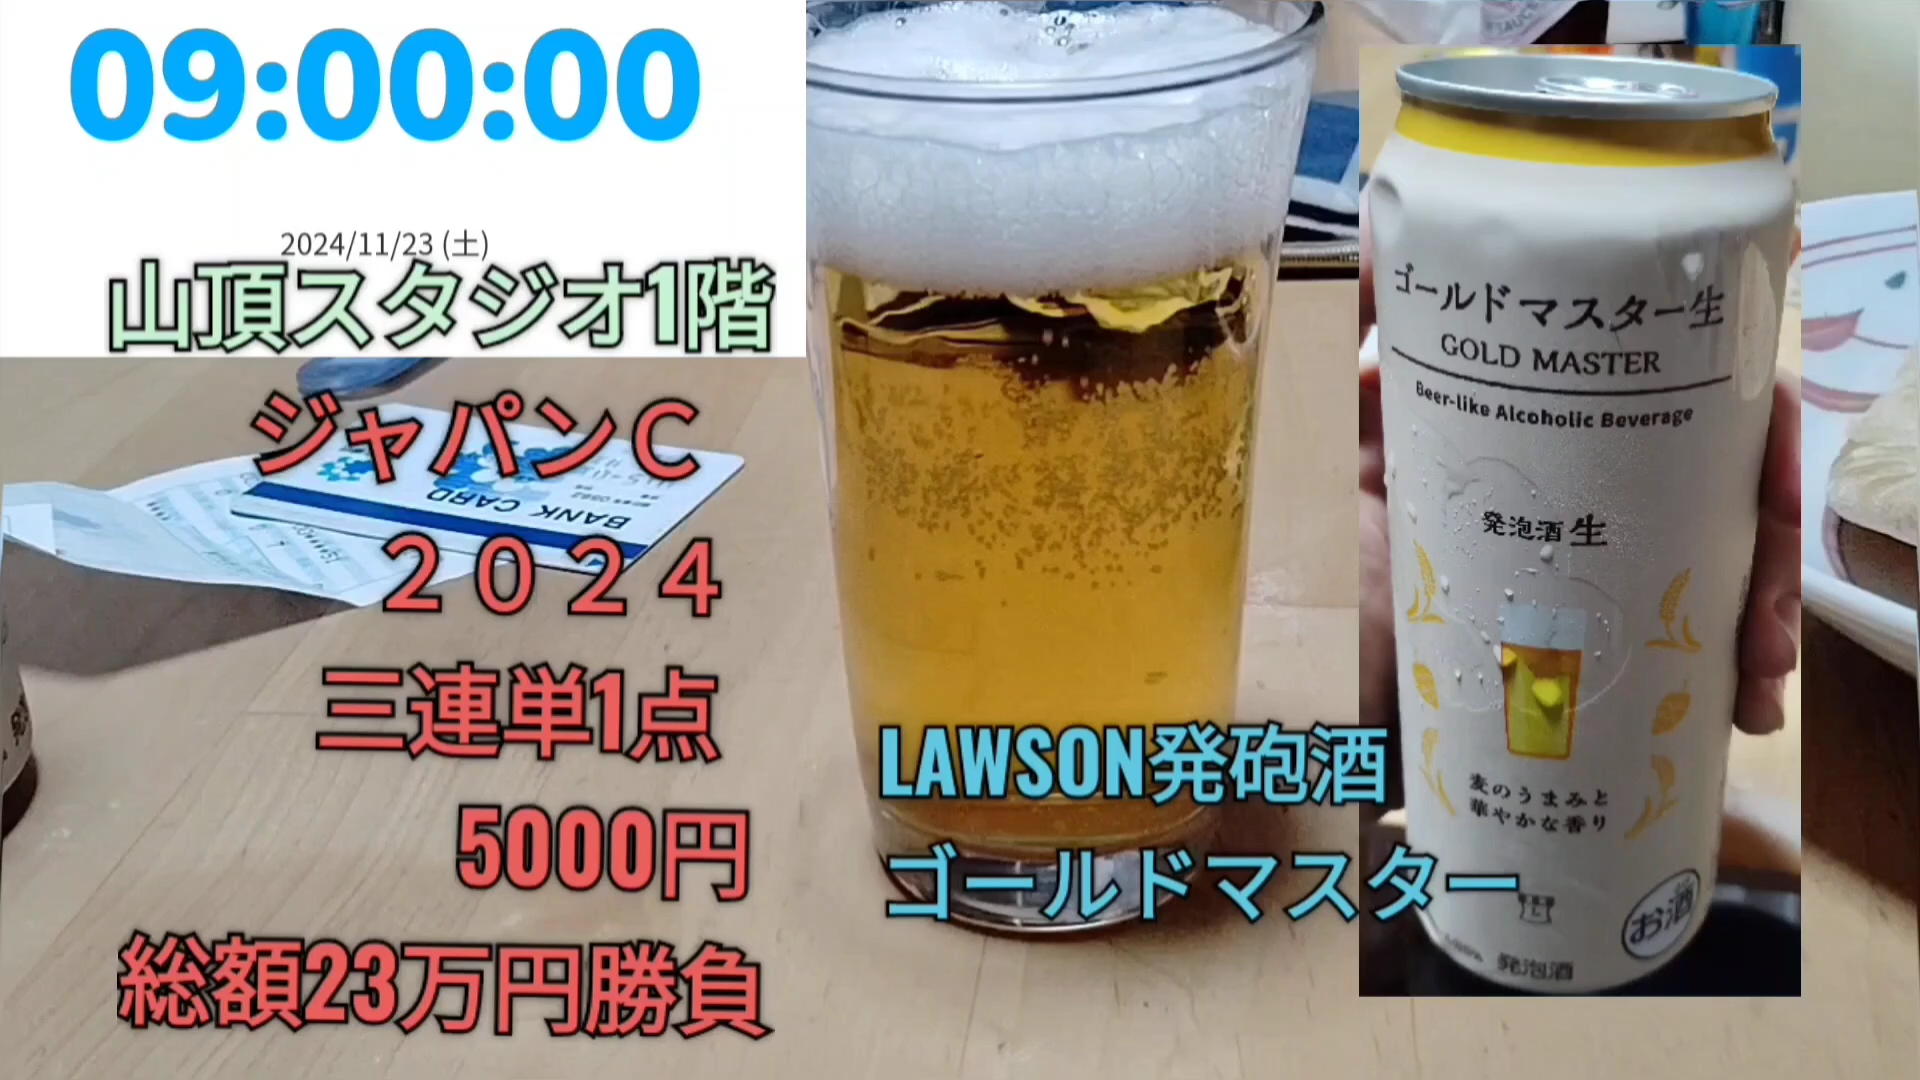 09:00:00
2024/11/23 (土)
山頂スタジオ1階
ジャパンC
2024
三連単1点
5000円
総額23万円勝負
BANK CARD
LAWSON発砲酒
ゴールドマスター
ゴールドマスター生
GOLD MASTER
Beer-like Alcoholic Beverage
発泡酒 生
麦のうまみと
華やかな香り
お酒
発泡酒